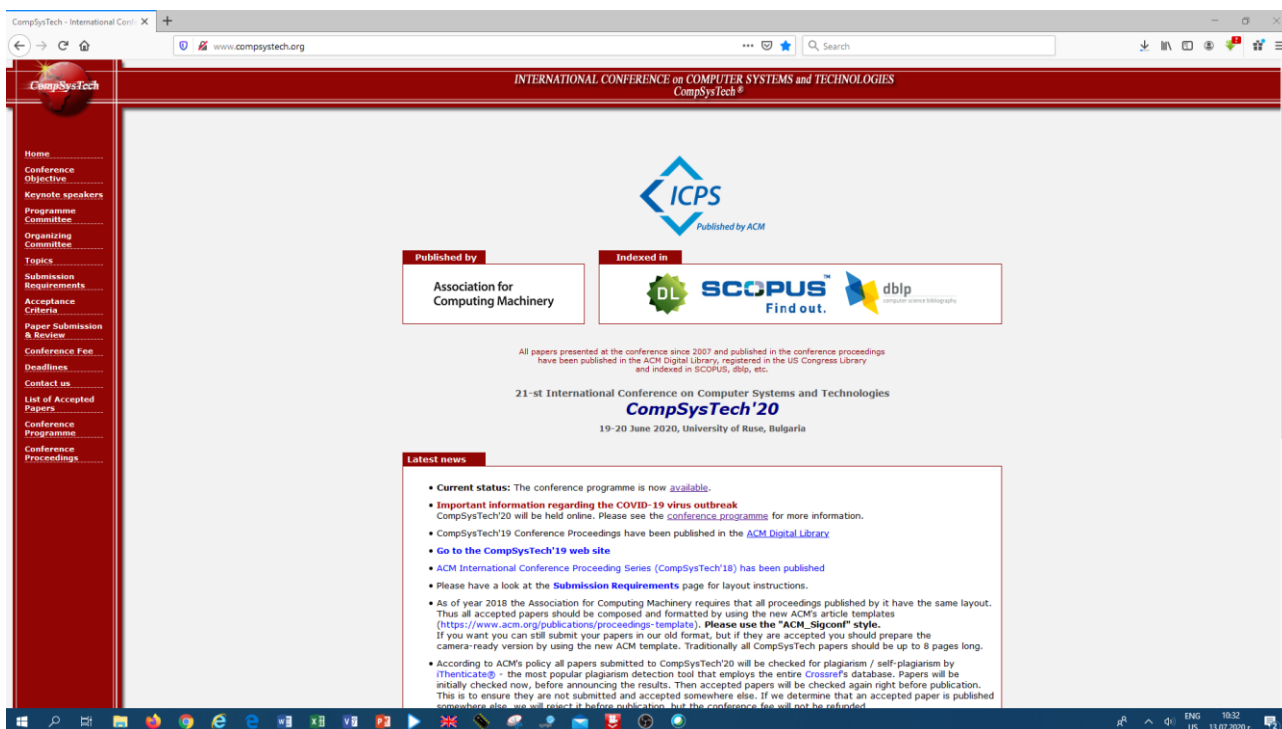 CompSysTech - International Conf
www.compsystech.org
Search
CompSysTech
INTERNATIONAL CONFERENCE on COMPUTER SYSTEMS and TECHNOLOGIES
CompSysTech ®
Home
Conference
Objective
Keynote speakers
Programme
Committee
Organizing
Committee
Topics
Submission
Requirements
Acceptance
Criteria
Paper Submission
& Review
Conference Fee
Deadlines
Contact us
List of Accepted
Papers
Conference
Programme
Conference
Proceedings
ICPS
Published by ACM
Published by
Association for
Computing Machinery
Indexed in
DL
SCOPUS™
Find out.
dblp
computer science bibliography
All papers presented at the conference since 2007 and published in the conference proceedings
have been published in the ACM Digital Library, registered in the US Congress Library
and indexed in SCOPUS, dblp, etc.
21-st International Conference on Computer Systems and Technologies
CompSysTech'20
19-20 June 2020, University of Ruse, Bulgaria
Latest news
• Current status: The conference programme is now available.
• Important information regarding the COVID-19 virus outbreak
CompSysTech'20 will be held online. Please see the conference programme for more information.
• CompSysTech'19 Conference Proceedings have been published in the ACM Digital Library
• Go to the CompSysTech'19 web site
• ACM International Conference Proceeding Series (CompSysTech'18) has been published
• Please have a look at the Submission Requirements page for layout instructions.
• As of year 2018 the Association for Computing Machinery requires that all proceedings published by it have the same layout.
Thus all accepted papers should be composed and formatted by using the new ACM's article templates
(https://www.acm.org/publications/proceedings-template). Please use the "ACM_Sigconf" style.
If you want you can still submit your papers in our old format, but if they are accepted you should prepare the
camera-ready version by using the new ACM template. Traditionally all CompSysTech papers should be up to 8 pages long.
• According to ACM's policy all papers submitted to CompSysTech'20 will be checked for plagiarism / self-plagiarism by
iThenticate® - the most popular plagiarism detection tool that employs the entire Crossref's database. Papers will be
initially checked now, before announcing the results. Then accepted papers will be checked again right before publication.
This is to ensure they are not submitted and accepted somewhere else. If we determine that an accepted paper is published
somewhere else, we will reject it before publication, but the conference fee will not be refunded
ENG
US
10:32
13.07.2020 г.